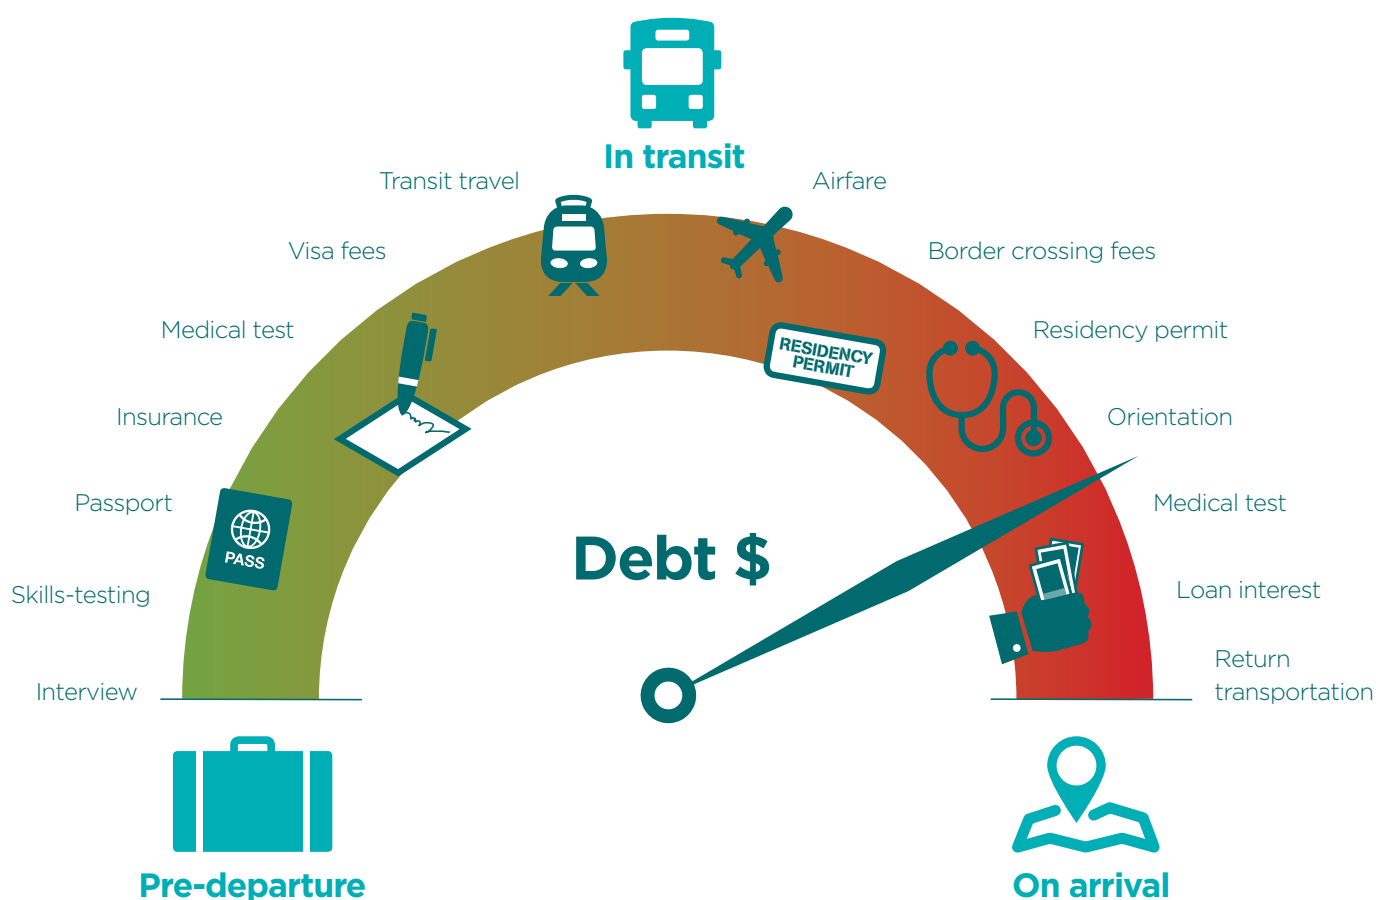 In transit
Transit travel
Airfare
Visa fees
Border crossing fees
Medical test
Residency permit
RESIDENCY
PERMIT
Insurance
Orientation
Passport
Medical test
PASS
Debt $
Skills-testing
Loan interest
Interview
Return
transportation
Pre-departure
On arrival